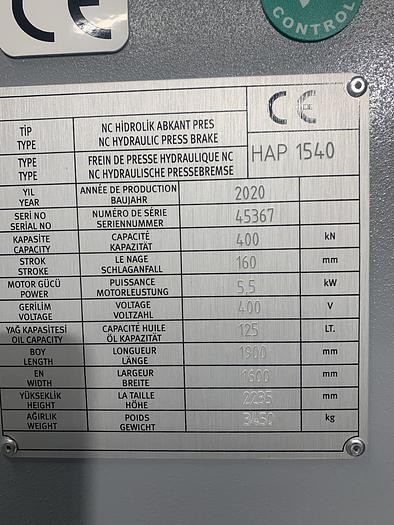 CE
CONTROL
CE
TİP
TYPE
NC HİDROLİK ABKANT PRES
NC HYDRAULIC PRESS BRAKE
TYPE
TYPE
FREIN DE PRESSE HYDRAULIQUE NC
NC HYDRAULISCHE PRESSEBREMSE
HAP 1540
YIL
YEAR
ANNÉE DE PRODUCTION
BAUJAHR
2020
SERİ NO
SERIAL NO
NUMÉRO DE SÉRIE
SERIENNUMMER
45367
KAPASİTE
CAPACITY
CAPACITÉ
KAPAZITÄT
400 kN
STROK
STROKE
LE NAGE
SCHLAGANFALL
160 mm
MOTOR GÜCÜ
POWER
PUISSANCE
MOTORLEUSTUNG
5,5 kW
GERİLİM
VOLTAGE
VOLTAGE
VOLTZAHL
400 V
YAĞ KAPASİTESİ
OIL CAPACITY
CAPACITÉ HUILE
ÖL KAPAZITÄT
125 LT.
BOY
LENGTH
LONGUEUR
LÄNGE
1900 mm
EN
WIDTH
LARGEUR
BREITE
1600 mm
YÜKSEKLİK
HEIGHT
LA TAILLE
HÖHE
2235 mm
AĞIRLIK
WEIGHT
POIDS
GEWICHT
3450 kg